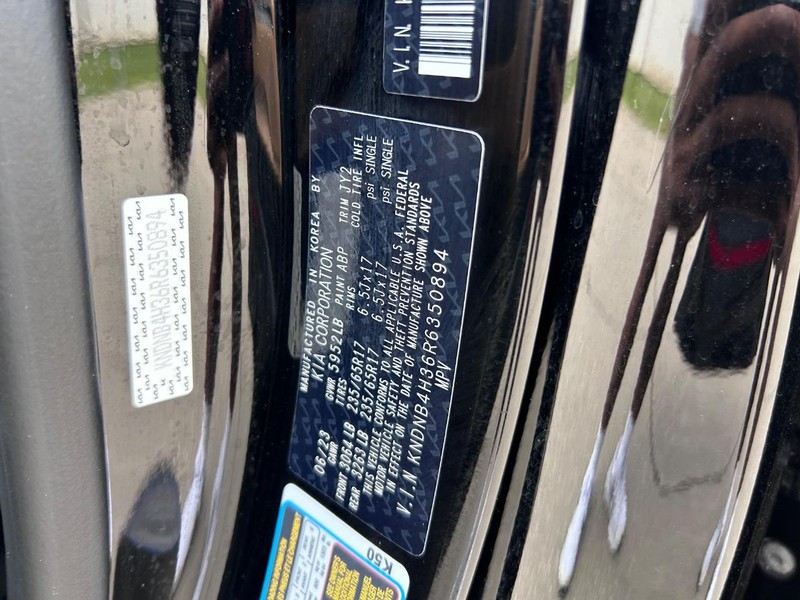 V.I.N.
KNDNB4H36R6350894
MANUFACTURED IN KOREA BY
KIA CORPORATION
06/23 GVWR 5952LB PAINT ABP TRIM JY2
GAWR TIRES RIMS COLD TIRE INFL
FRONT 3064LB 235/65R17 6.5Jx17 psi SINGLE
REAR 3263LB 235/65R17 6.5Jx17 psi SINGLE
THIS VEHICLE CONFORMS TO ALL APPLICABLE U.S.A. FEDERAL
MOTOR VEHICLE SAFETY AND THEFT PREVENTION STANDARDS
IN EFFECT ON THE DATE OF MANUFACTURE SHOWN ABOVE
V.I.N. KNDNB4H36R6350894
MPV
K50